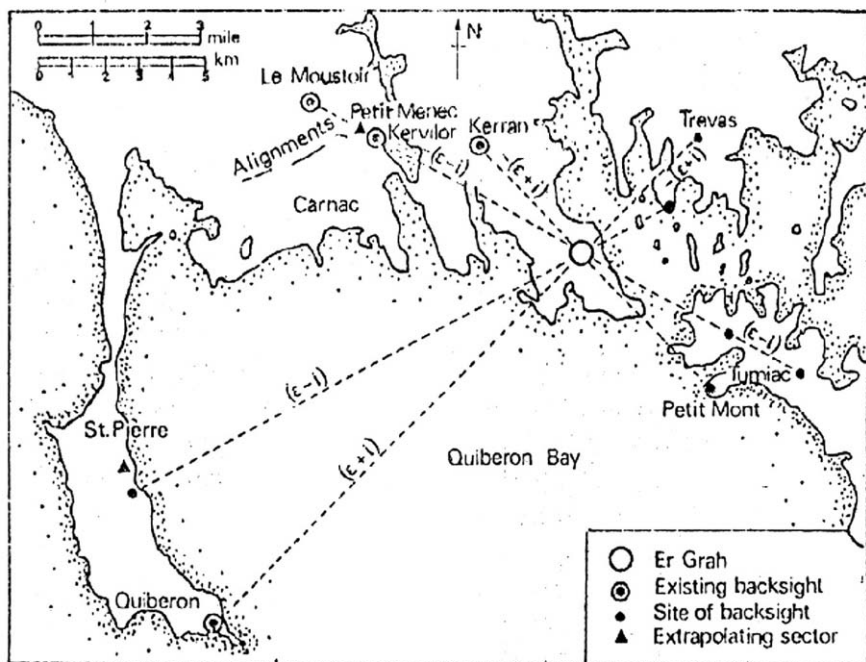 0 1 2 3
mile
km
0 1 2 3 4 5
N
Le Moustoir
Petit Menec
Kervilor
Kerran
Trevas
Alignments
(ε-i)
(ε+i)
(ε-i)
Carnac
(ε-i)
Tumiac
Petit Mont
(ε-i)
St. Pierre
(ε+i)
Quiberon Bay
Quiberon
Er Grah
Existing backsight
Site of backsight
Extrapolating sector